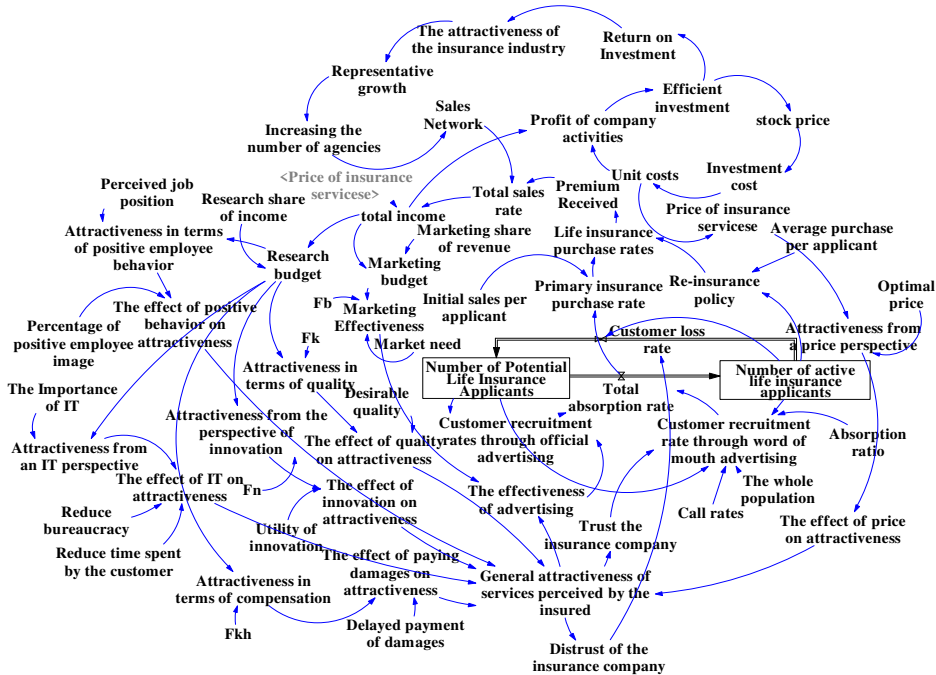 The attractiveness of
the insurance industry
Return on
Investment
Representative
growth
Efficient
investment
Sales
Network
Profit of company
activities
stock price
Increasing the
number of agencies
<Price of insurance
servicese>
Perceived job
position
Research share
of income
Total sales
rate
Premium
Received
Unit costs
Investment
cost
total income
Price of insurance
servicese
Attractiveness in terms
of positive employee
behavior
Marketing share
of revenue
Life insurance
purchase rates
Average purchase
per applicant
Research
budget
Marketing
budget
Primary insurance
purchase rate
Re-insurance
policy
Optimal
price
Initial sales per
applicant
Fb
The effect of positive
behavior on
attractiveness
Marketing
Effectiveness
Market need
Percentage of
positive employee
image
Fk
Customer loss
rate
Attractiveness from
a price perspective
Attractiveness in
terms of quality
Number of Potential
Life Insurance
Applicants
Number of active
life insurance
applicants
The Importance
of IT
Desirable
quality
Total
absorption rate
Attractiveness from the
perspective of
innovation
Customer recruitment
rates through official
advertising
Customer recruitment
rate through word of
mouth advertising
Absorption
ratio
Attractiveness from
an IT perspective
The effect of quality
on attractiveness
The effect of IT on
attractiveness
Fn
The effect of
innovation on
attractiveness
The effectiveness
of advertising
The whole
population
Call rates
Reduce
bureaucracy
Utility of
innovation
Trust the
insurance company
The effect of price
on attractiveness
Reduce time spent
by the customer
The effect of paying
damages on
attractiveness
Attractiveness in
terms of compensation
General attractiveness of
services perceived by the
insured
Fkh
Delayed payment
of damages
Distrust of the
insurance company